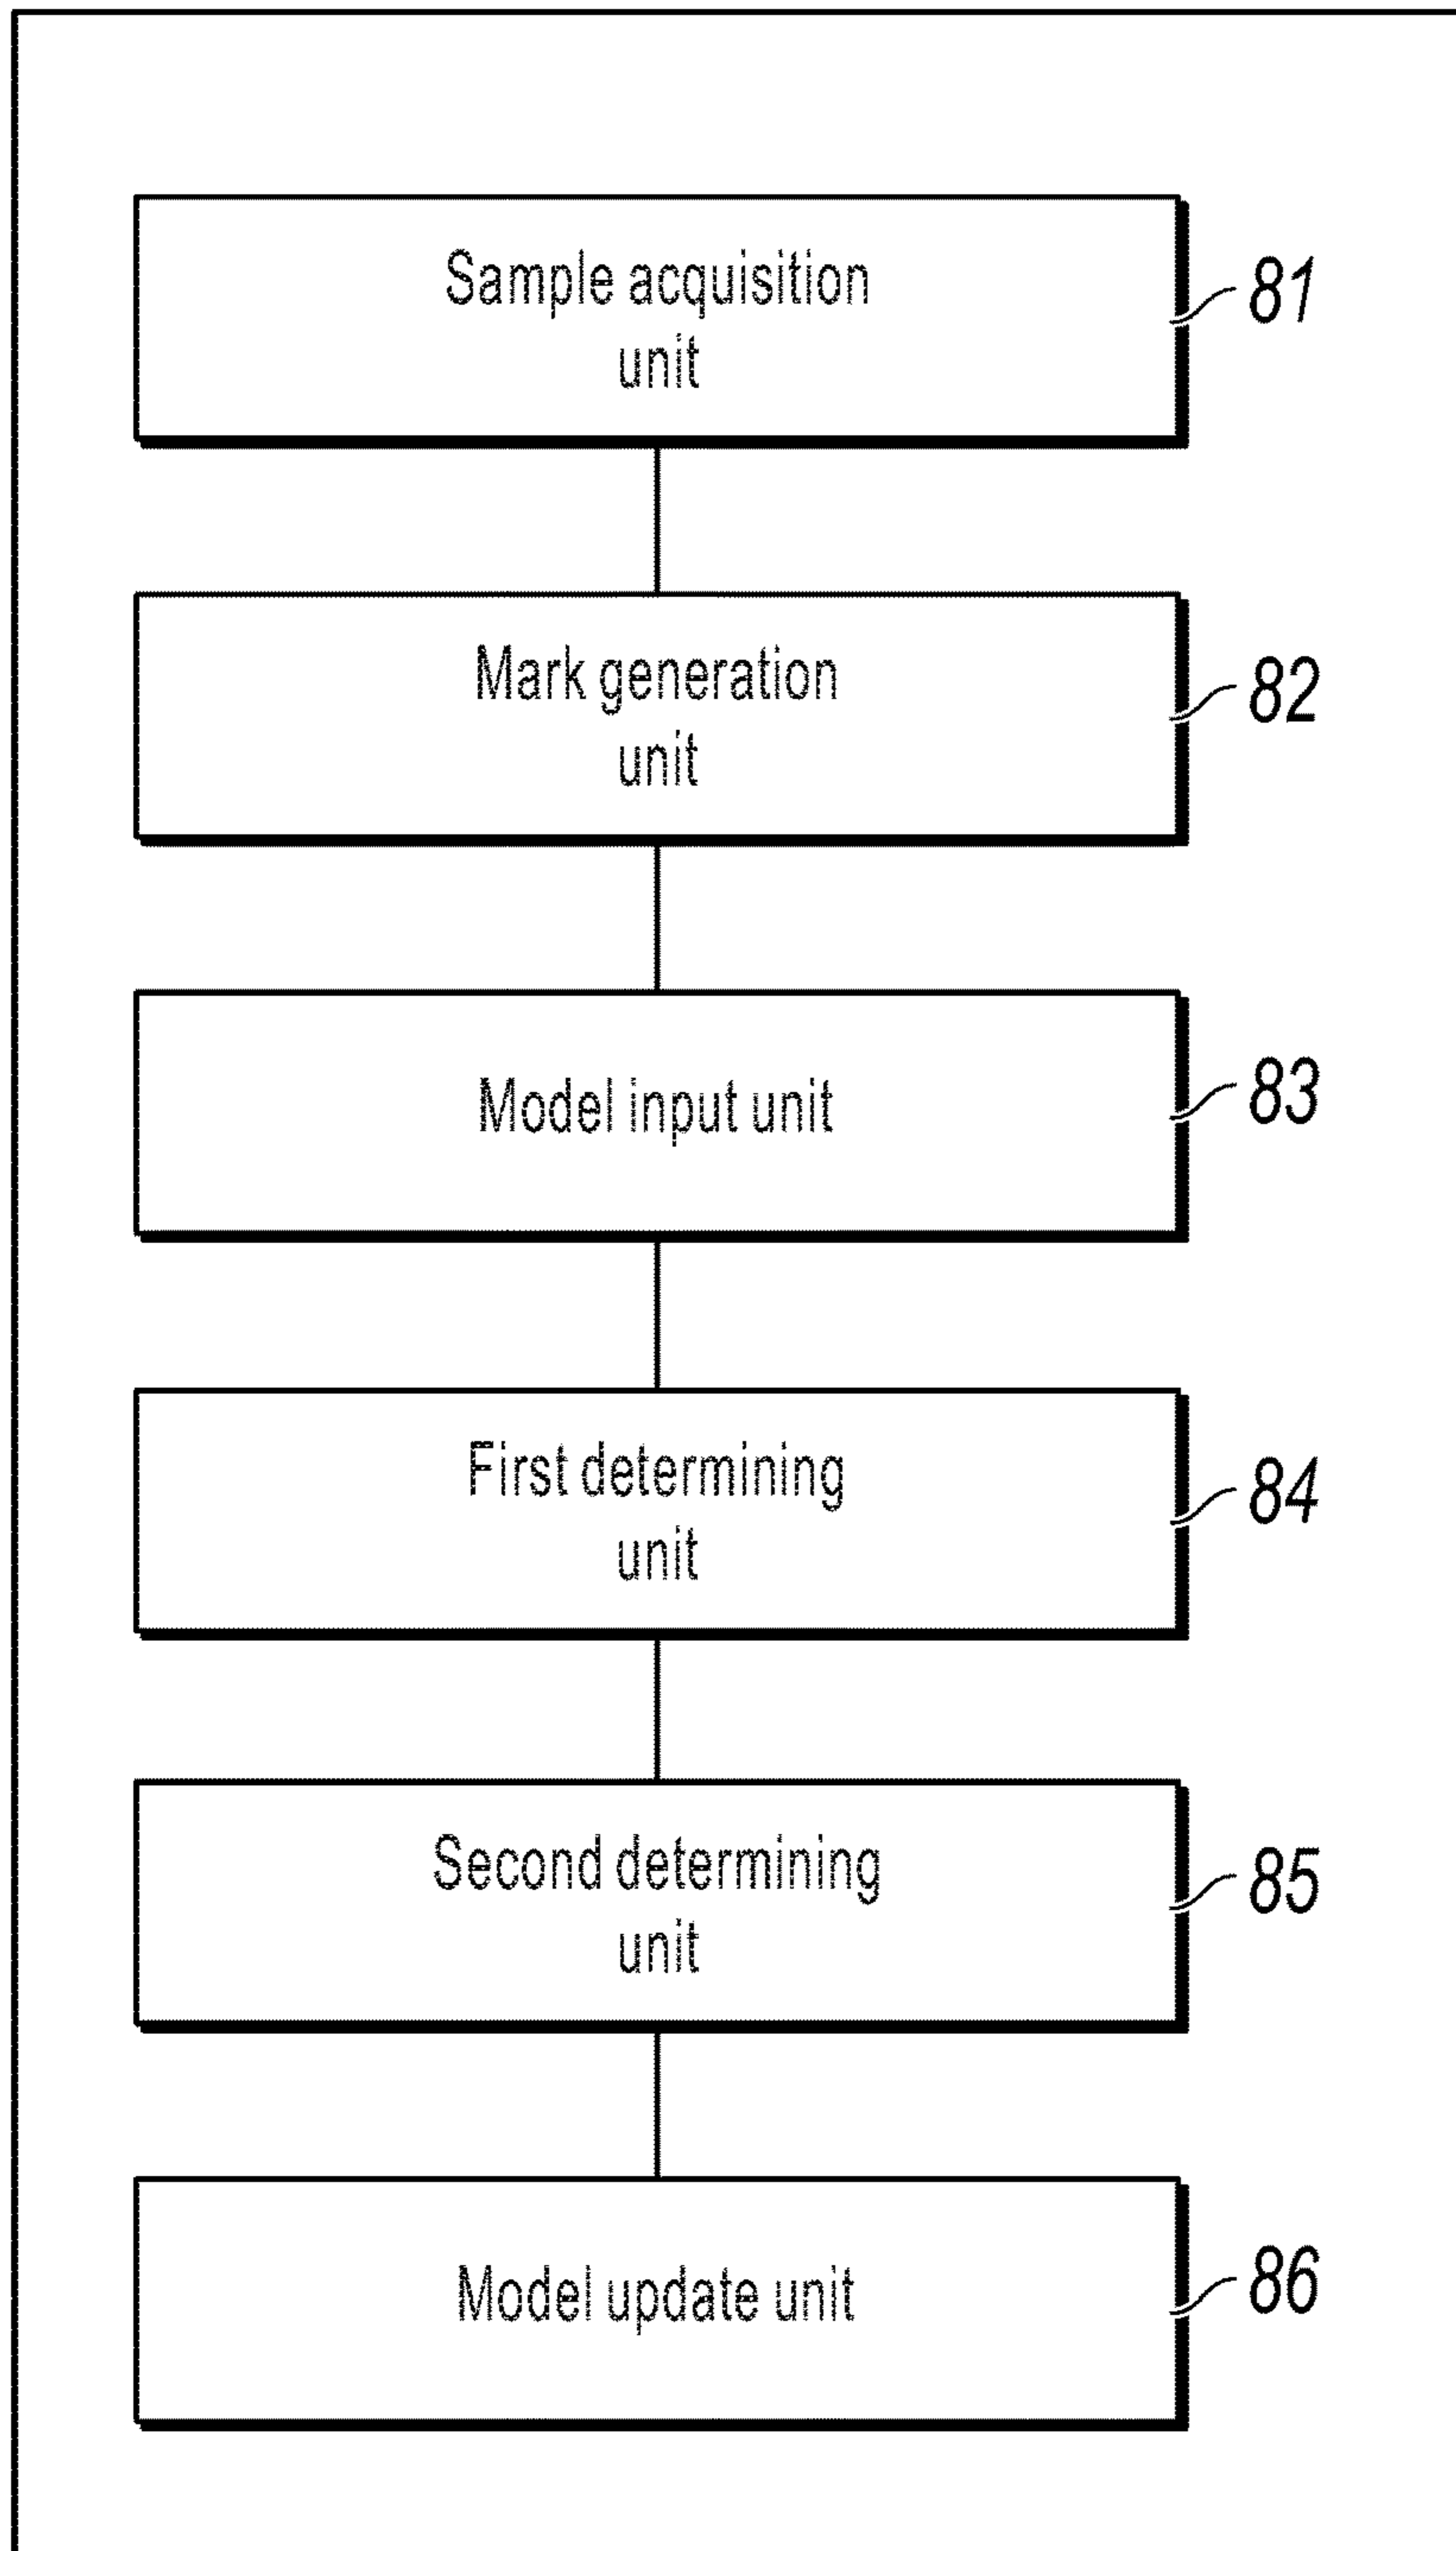 Sample acquisition
unit
81
Mark generation
unit
82
Model input unit
83
First determining
unit
84
Second determining
unit
85
Model update unit
86